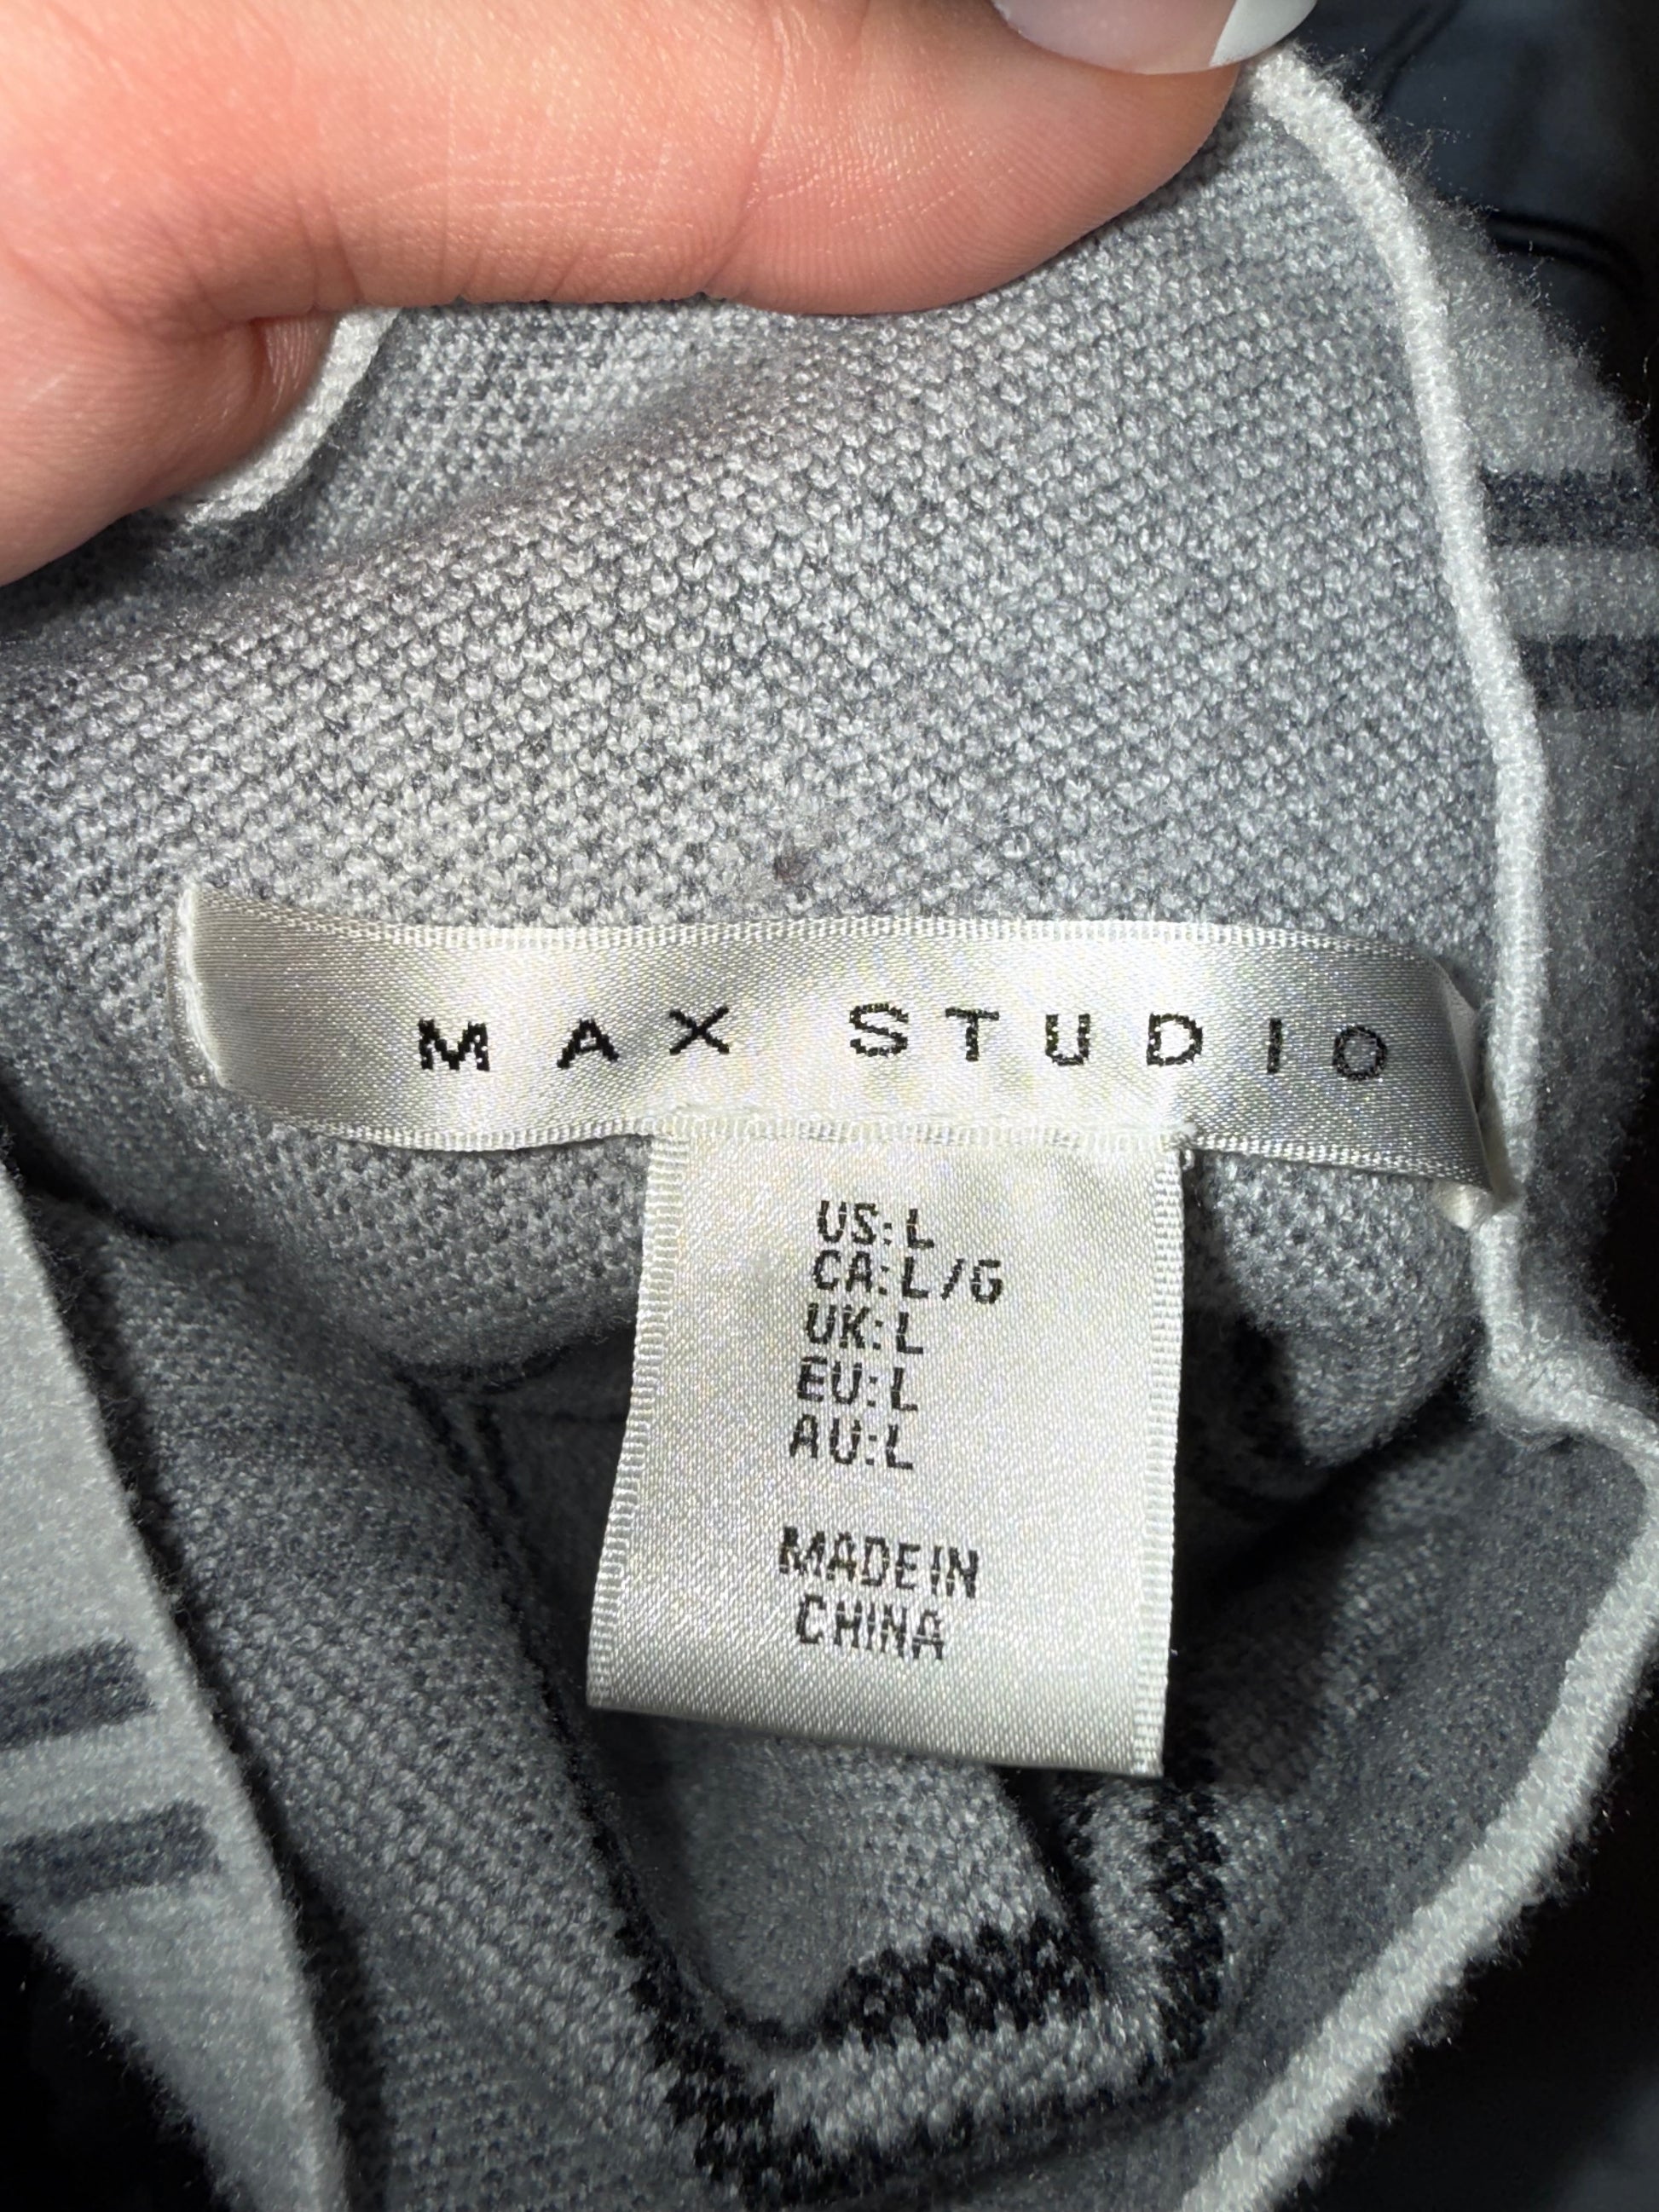 MAX STUDIO
US: L
CA: L/G
UK: L
EU: L
AU: L
MADE IN
CHINA